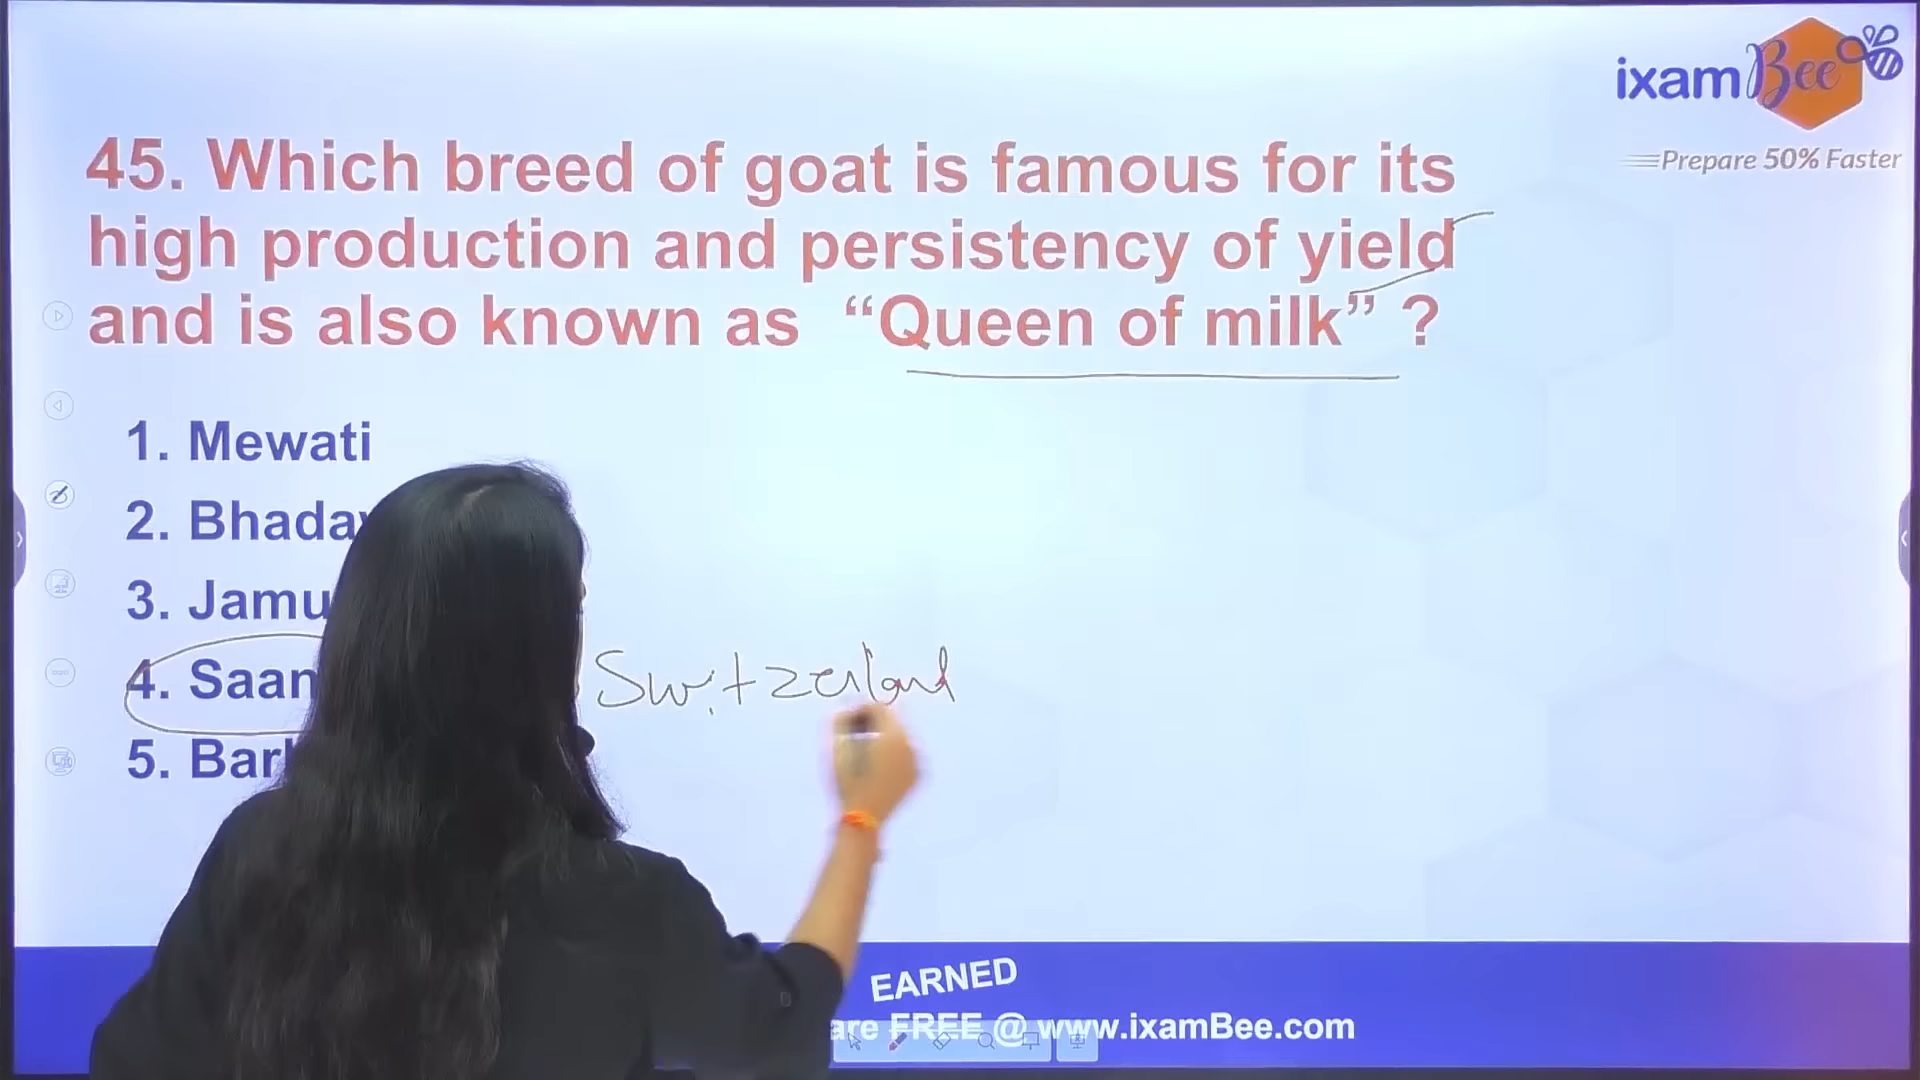 ixamBee
Prepare 50% Faster
45. Which breed of goat is famous for its
high production and persistency of yield
and is also known as “Queen of milk” ?
1. Mewati
2. Bhada
3. Jamu
4. Saan
Switzerland
5. Bar
EARNED
are FREE @ www.ixamBee.com